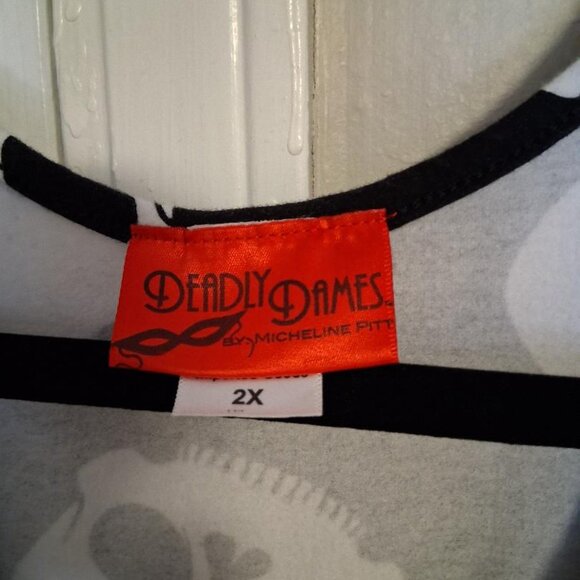 DEADLY DAMES
BY MICHELINE PITT
2X